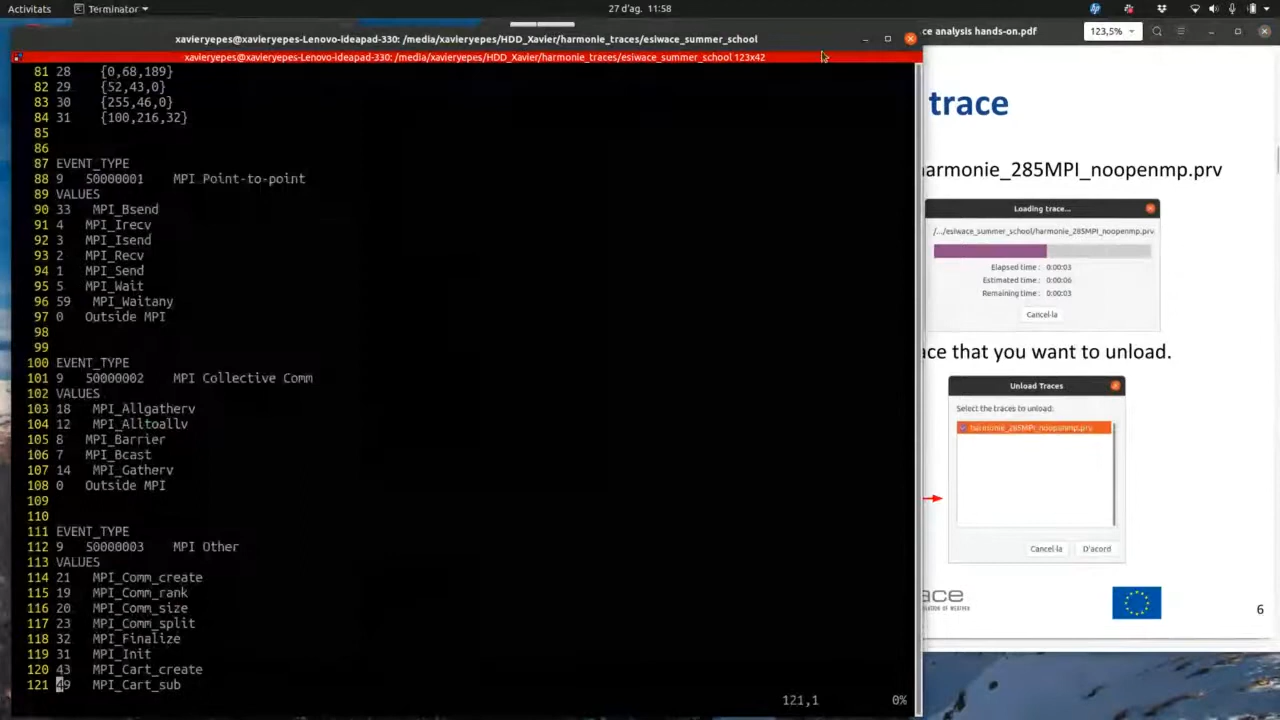 Activitats
Terminator
27 d'ag. 11:58
xavieryepes@xavieryepes-Lenovo-ideapad-330: /media/xavieryepes/HDD_Xavier/harmonie_traces/esiwace_summer_school
xavieryepes@xavieryepes-Lenovo-ideapad-330: /media/xavieryepes/HDD_Xavier/harmonie_traces/esiwace_summer_school 123x42
81 28 {0,68,189}
82 29 {52,43,0}
83 30 {255,46,0}
84 31 {100,216,32}
85
86
87 EVENT_TYPE
88 9 50000001 MPI Point-to-point
89 VALUES
90 33 MPI_Bsend
91 4 MPI_Irecv
92 3 MPI_Isend
93 2 MPI_Recv
94 1 MPI_Send
95 5 MPI_Wait
96 59 MPI_Waitany
97 0 Outside MPI
98
99
100 EVENT_TYPE
101 9 50000002 MPI Collective Comm
102 VALUES
103 18 MPI_Allgatherv
104 12 MPI_Alltoallv
105 8 MPI_Barrier
106 7 MPI_Bcast
107 14 MPI_Gatherv
108 0 Outside MPI
109
110
111 EVENT_TYPE
112 9 50000003 MPI Other
113 VALUES
114 21 MPI_Comm_create
115 19 MPI_Comm_rank
116 20 MPI_Comm_size
117 23 MPI_Comm_split
118 32 MPI_Finalize
119 31 MPI_Init
120 43 MPI_Cart_create
121 49 MPI_Cart_sub
121,1 0%
ce analysis hands-on.pdf
123,5%
trace
armonie_285MPI_noopenmp.prv
Loading trace...
/.../esiwace_summer_school/harmonie_285MPI_noopenmp.prv
Elapsed time : 0:00:03
Estimated time : 0:00:06
Remaining time : 0:00:03
Cancel·la
ace that you want to unload.
Unload Traces
Select the traces to unload:
harmonie_285MPI_noopenmp.prv
Cancel·la
D'acord
ace
6